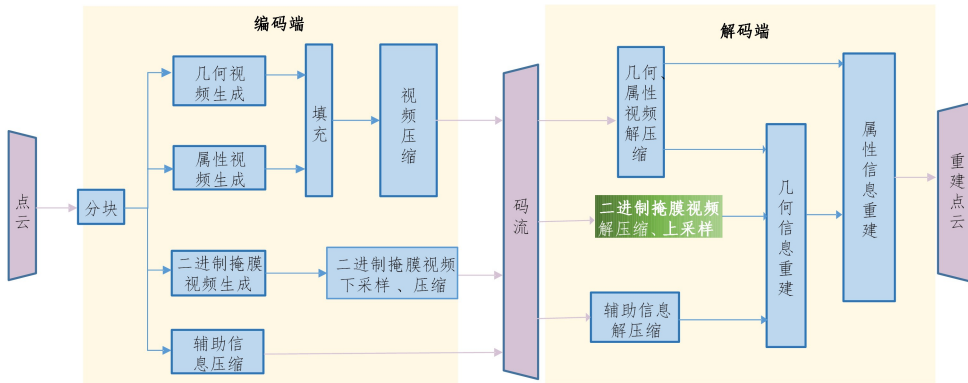 编码端
解码端
点云
分块
几何视
频生成
属性视
频生成
二进制掩膜
视频生成
辅助信
息压缩
填充
视频压缩
二进制掩膜视频
下采样、压缩
码流
几何、
属性
视频
解压
缩
二进制掩膜视频
解压缩、上采样
辅助信息
解压缩
几何信息重建
属性信息重建
重建点云